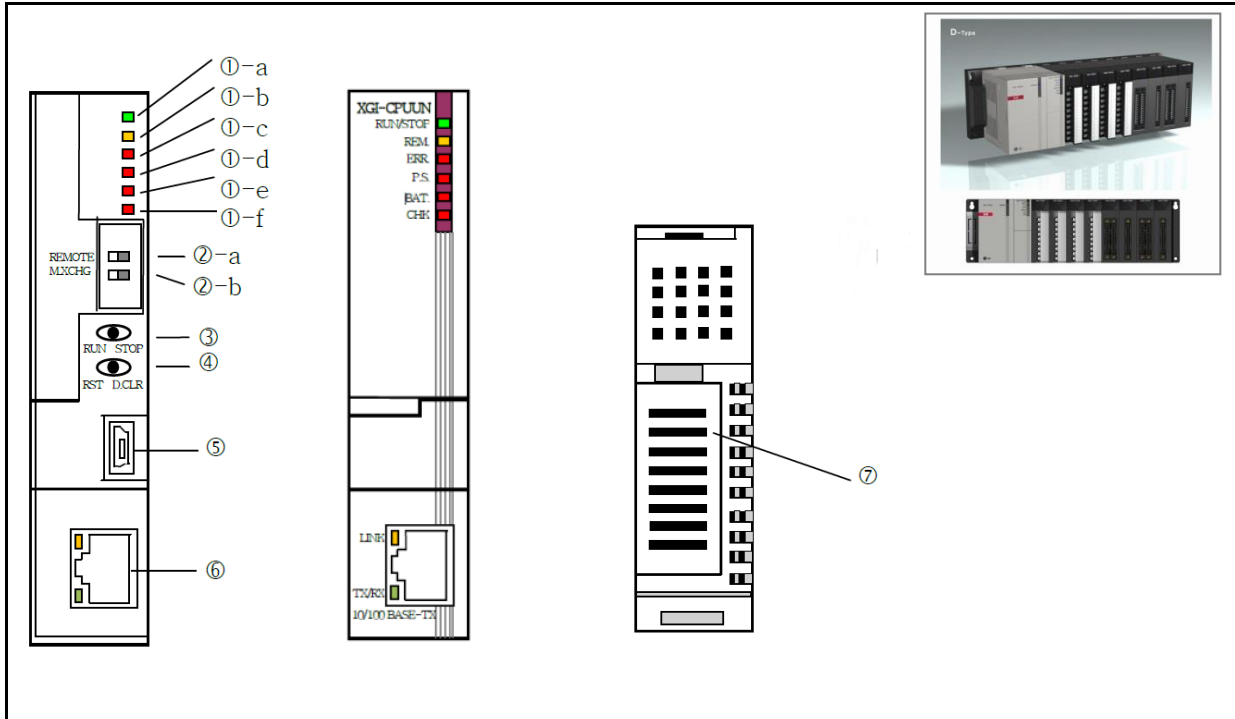 ①-a
①-b
①-c
①-d
①-e
①-f
REMOTE
M.XCHG
②-a
②-b
③
RUN STOP
④
RST D.CLR
⑤
⑥
XGI-CPUUN
RUN/STOP
REM.
ERR.
P.S.
BAT.
CHK
LINK
TX/RX
10/100 BASE-TX
⑦
D-Type